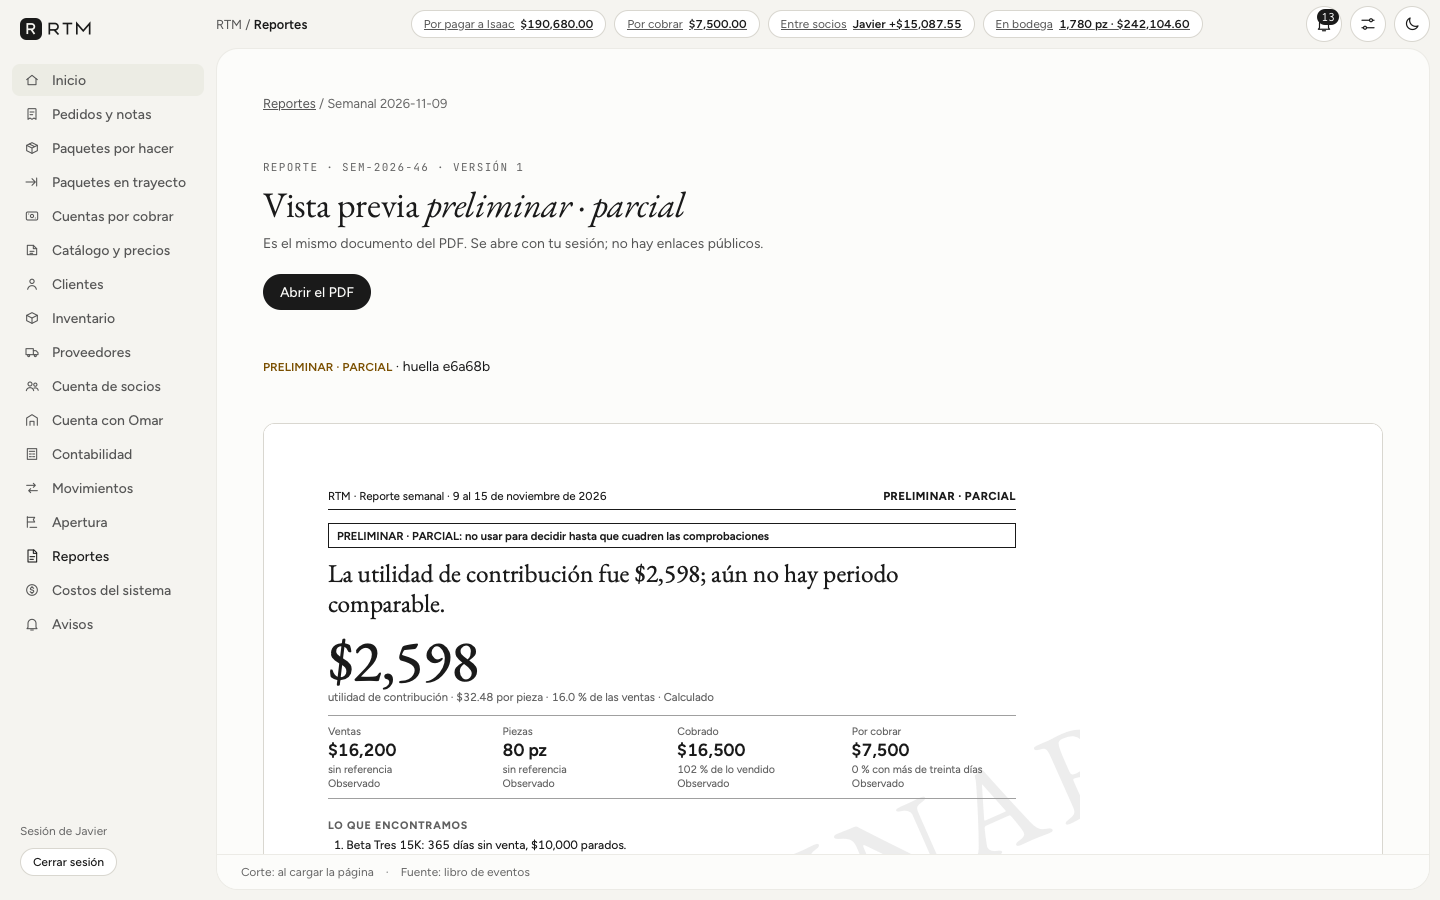 R RTM
RTM / Reportes
Por pagar a Isaac $190,680.00
Por cobrar $7,500.00
Entre socios Javier +$15,087.55
En bodega 1,780 pz · $242,104.60
13
Inicio
Pedidos y notas
Paquetes por hacer
Paquetes en trayecto
Cuentas por cobrar
Catálogo y precios
Clientes
Inventario
Proveedores
Cuenta de socios
Cuenta con Omar
Contabilidad
Movimientos
Apertura
Reportes
Costos del sistema
Avisos
Sesión de Javier
Cerrar sesión
Reportes / Semanal 2026-11-09
REPORTE · SEM-2026-46 · VERSIÓN 1
Vista previa preliminar · parcial
Es el mismo documento del PDF. Se abre con tu sesión; no hay enlaces públicos.
Abrir el PDF
PRELIMINAR · PARCIAL · huella e6a68b
RTM · Reporte semanal · 9 al 15 de noviembre de 2026
PRELIMINAR · PARCIAL
PRELIMINAR · PARCIAL: no usar para decidir hasta que cuadren las comprobaciones
La utilidad de contribución fue $2,598; aún no hay periodo
comparable.
$2,598
utilidad de contribución · $32.48 por pieza · 16.0 % de las ventas · Calculado
Ventas
$16,200
sin referencia
Observado
Piezas
80 pz
sin referencia
Observado
Cobrado
$16,500
102 % de lo vendido
Observado
Por cobrar
$7,500
0 % con más de treinta días
Observado
LO QUE ENCONTRAMOS
1. Beta Tres 15K: 365 días sin venta, $10,000 parados.
Corte: al cargar la página · Fuente: libro de eventos